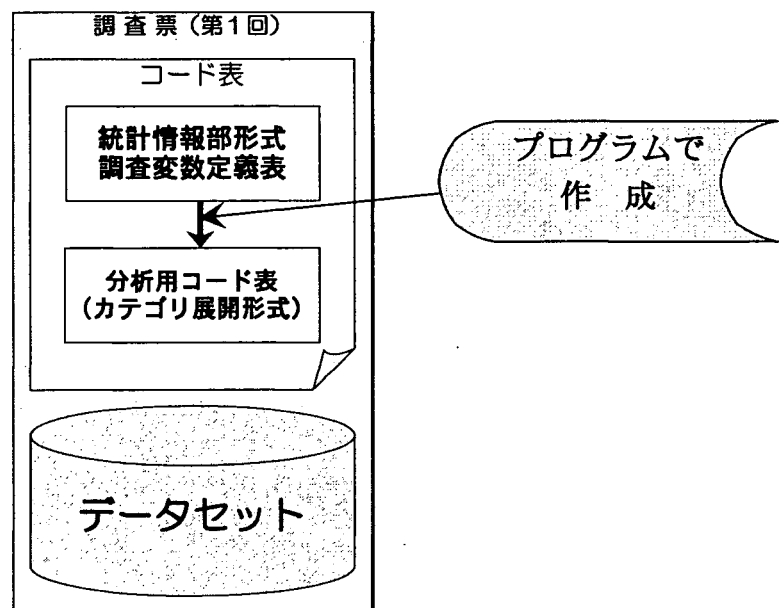 調査票（第１回）
コード表
統計情報部形式
調査変数定義表
プログラムで
作　成
分析用コード表
（カテゴリ展開形式）
データセット